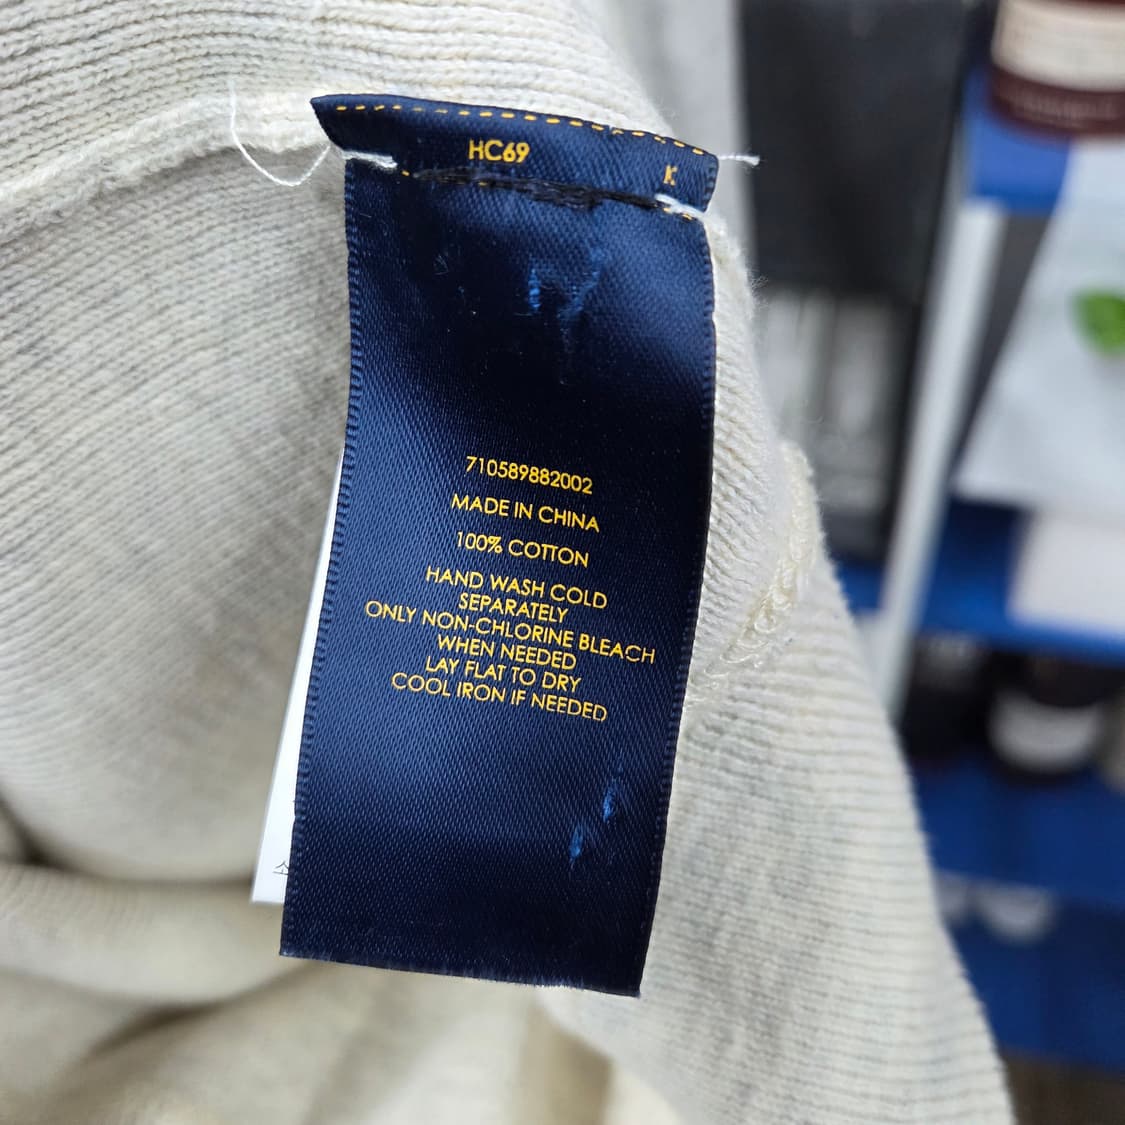 HC69
K
710589882002
MADE IN CHINA
100% COTTON
HAND WASH COLD
SEPARATELY
ONLY NON-CHLORINE BLEACH
WHEN NEEDED
LAY FLAT TO DRY
COOL IRON IF NEEDED